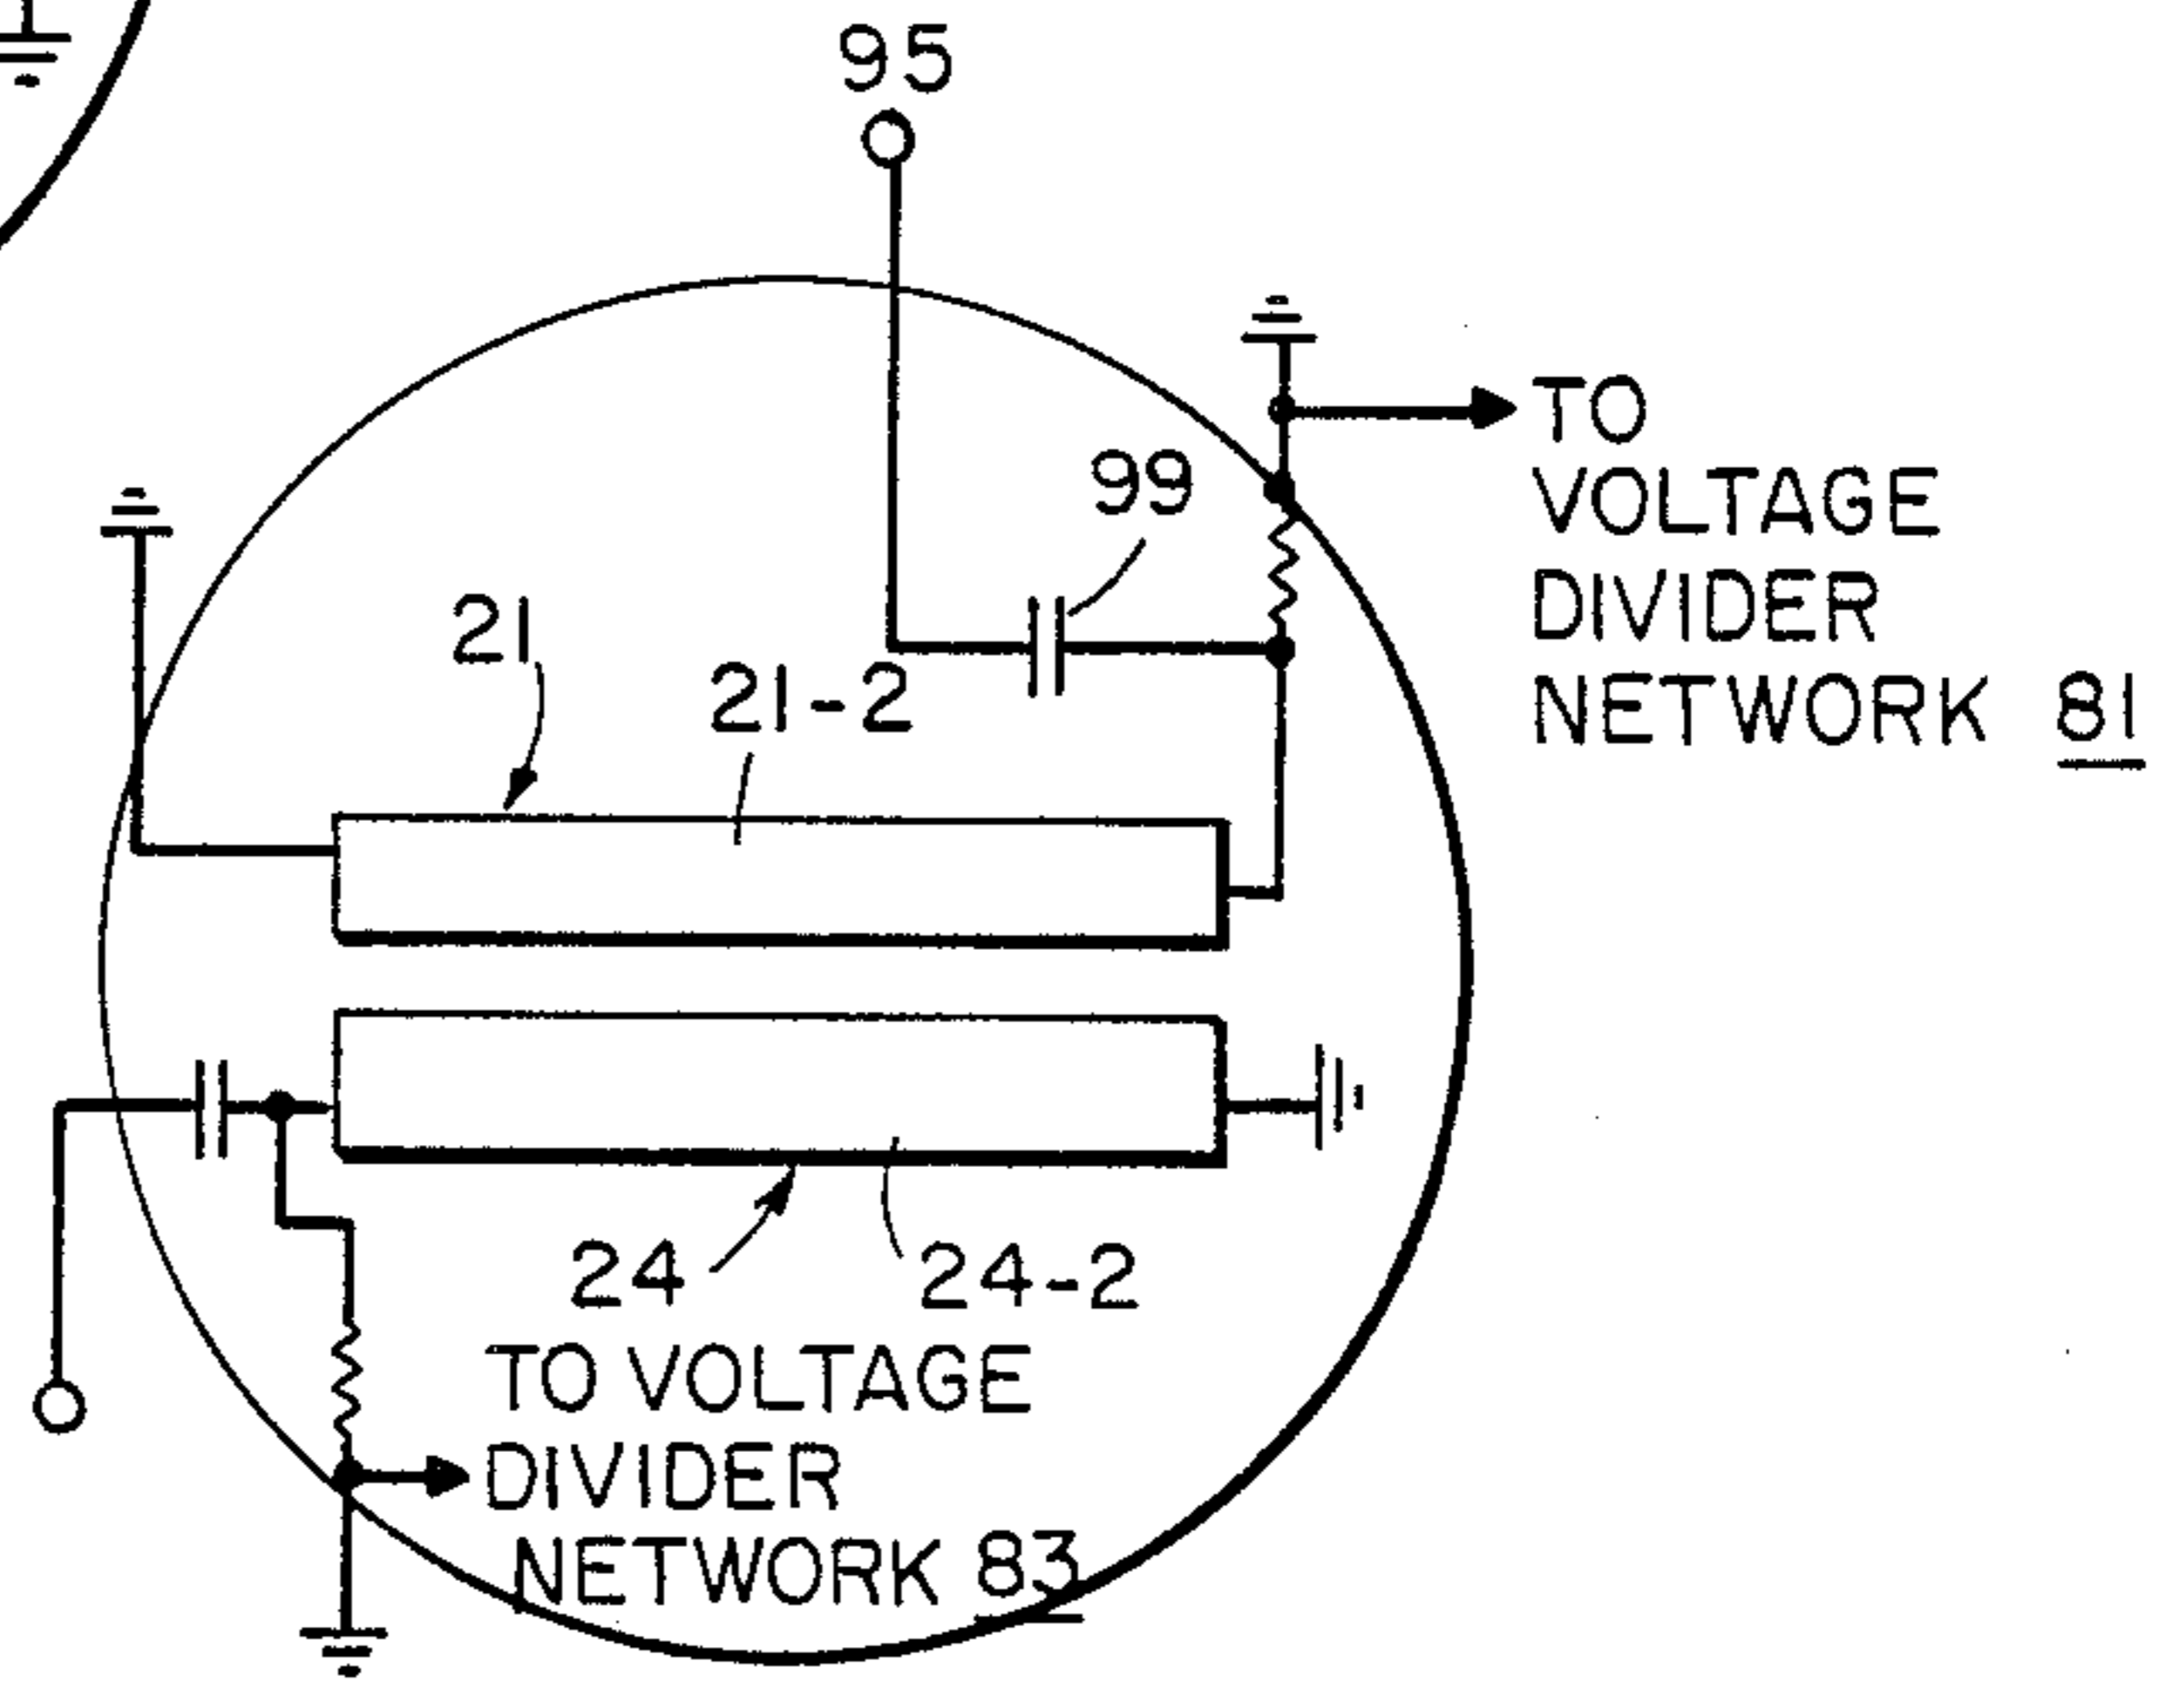 95
99
TO
VOLTAGE
DIVIDER
NETWORK 81
21
21-2
24
24-2
TO VOLTAGE
DIVIDER
NETWORK 83